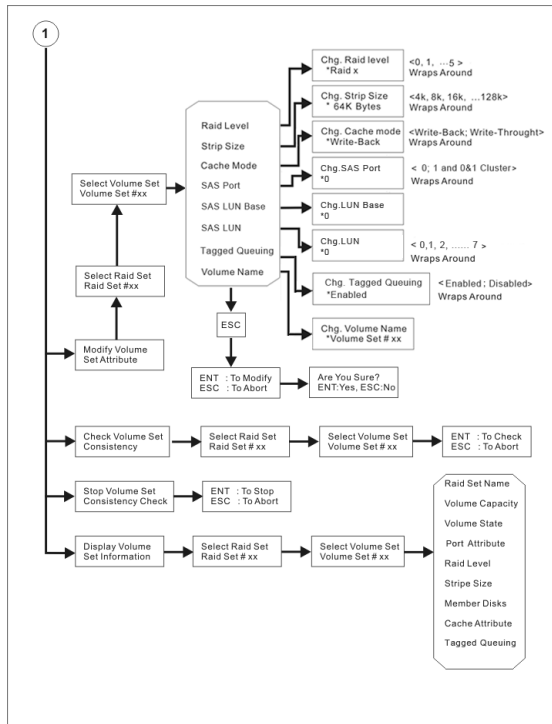 1
Chg. Raid level
*Raid x
<0, 1, ...5 >
Wraps Around
Chg. Strip Size
* 64K Bytes
<4k, 8k, 16k, ...128k>
Wraps Around
Chg. Cache mode
*Write-Back
<Write-Back; Write-Throught>
Wraps Around
Chg.SAS Port
*0
< 0; 1 and 0&1 Cluster>
Wraps Around
Chg.LUN Base
*0
Chg.LUN
*0
< 0,1, 2, ...... 7 >
Wraps Around
Chg. Tagged Queuing
*Enabled
<Enabled ; Disabled>
Wraps Around
Chg. Volume Name
*Volume Set # xx
Raid Level
Strip Size
Cache Mode
SAS Port
SAS LUN Base
SAS LUN
Tagged Queuing
Volume Name
Select Volume Set
Volume Set #xx
Select Raid Set
Raid Set #xx
Modify Volume
Set Attribute
ESC
ENT : To Modify
ESC : To Abort
Are You Sure?
ENT:Yes, ESC:No
Check Volume Set
Consistency
Select Raid Set
Raid Set # xx
Select Volume Set
Volume Set # xx
ENT : To Check
ESC : To Abort
Stop Volume Set
Consistency Check
ENT : To Stop
ESC : To Abort
Display Volume
Set Information
Select Raid Set
Raid Set # xx
Select Volume Set
Volume Set # xx
Raid Set Name
Volume Capacity
Volume State
Port Attribute
Raid Level
Stripe Size
Member Disks
Cache Attribute
Tagged Queuing